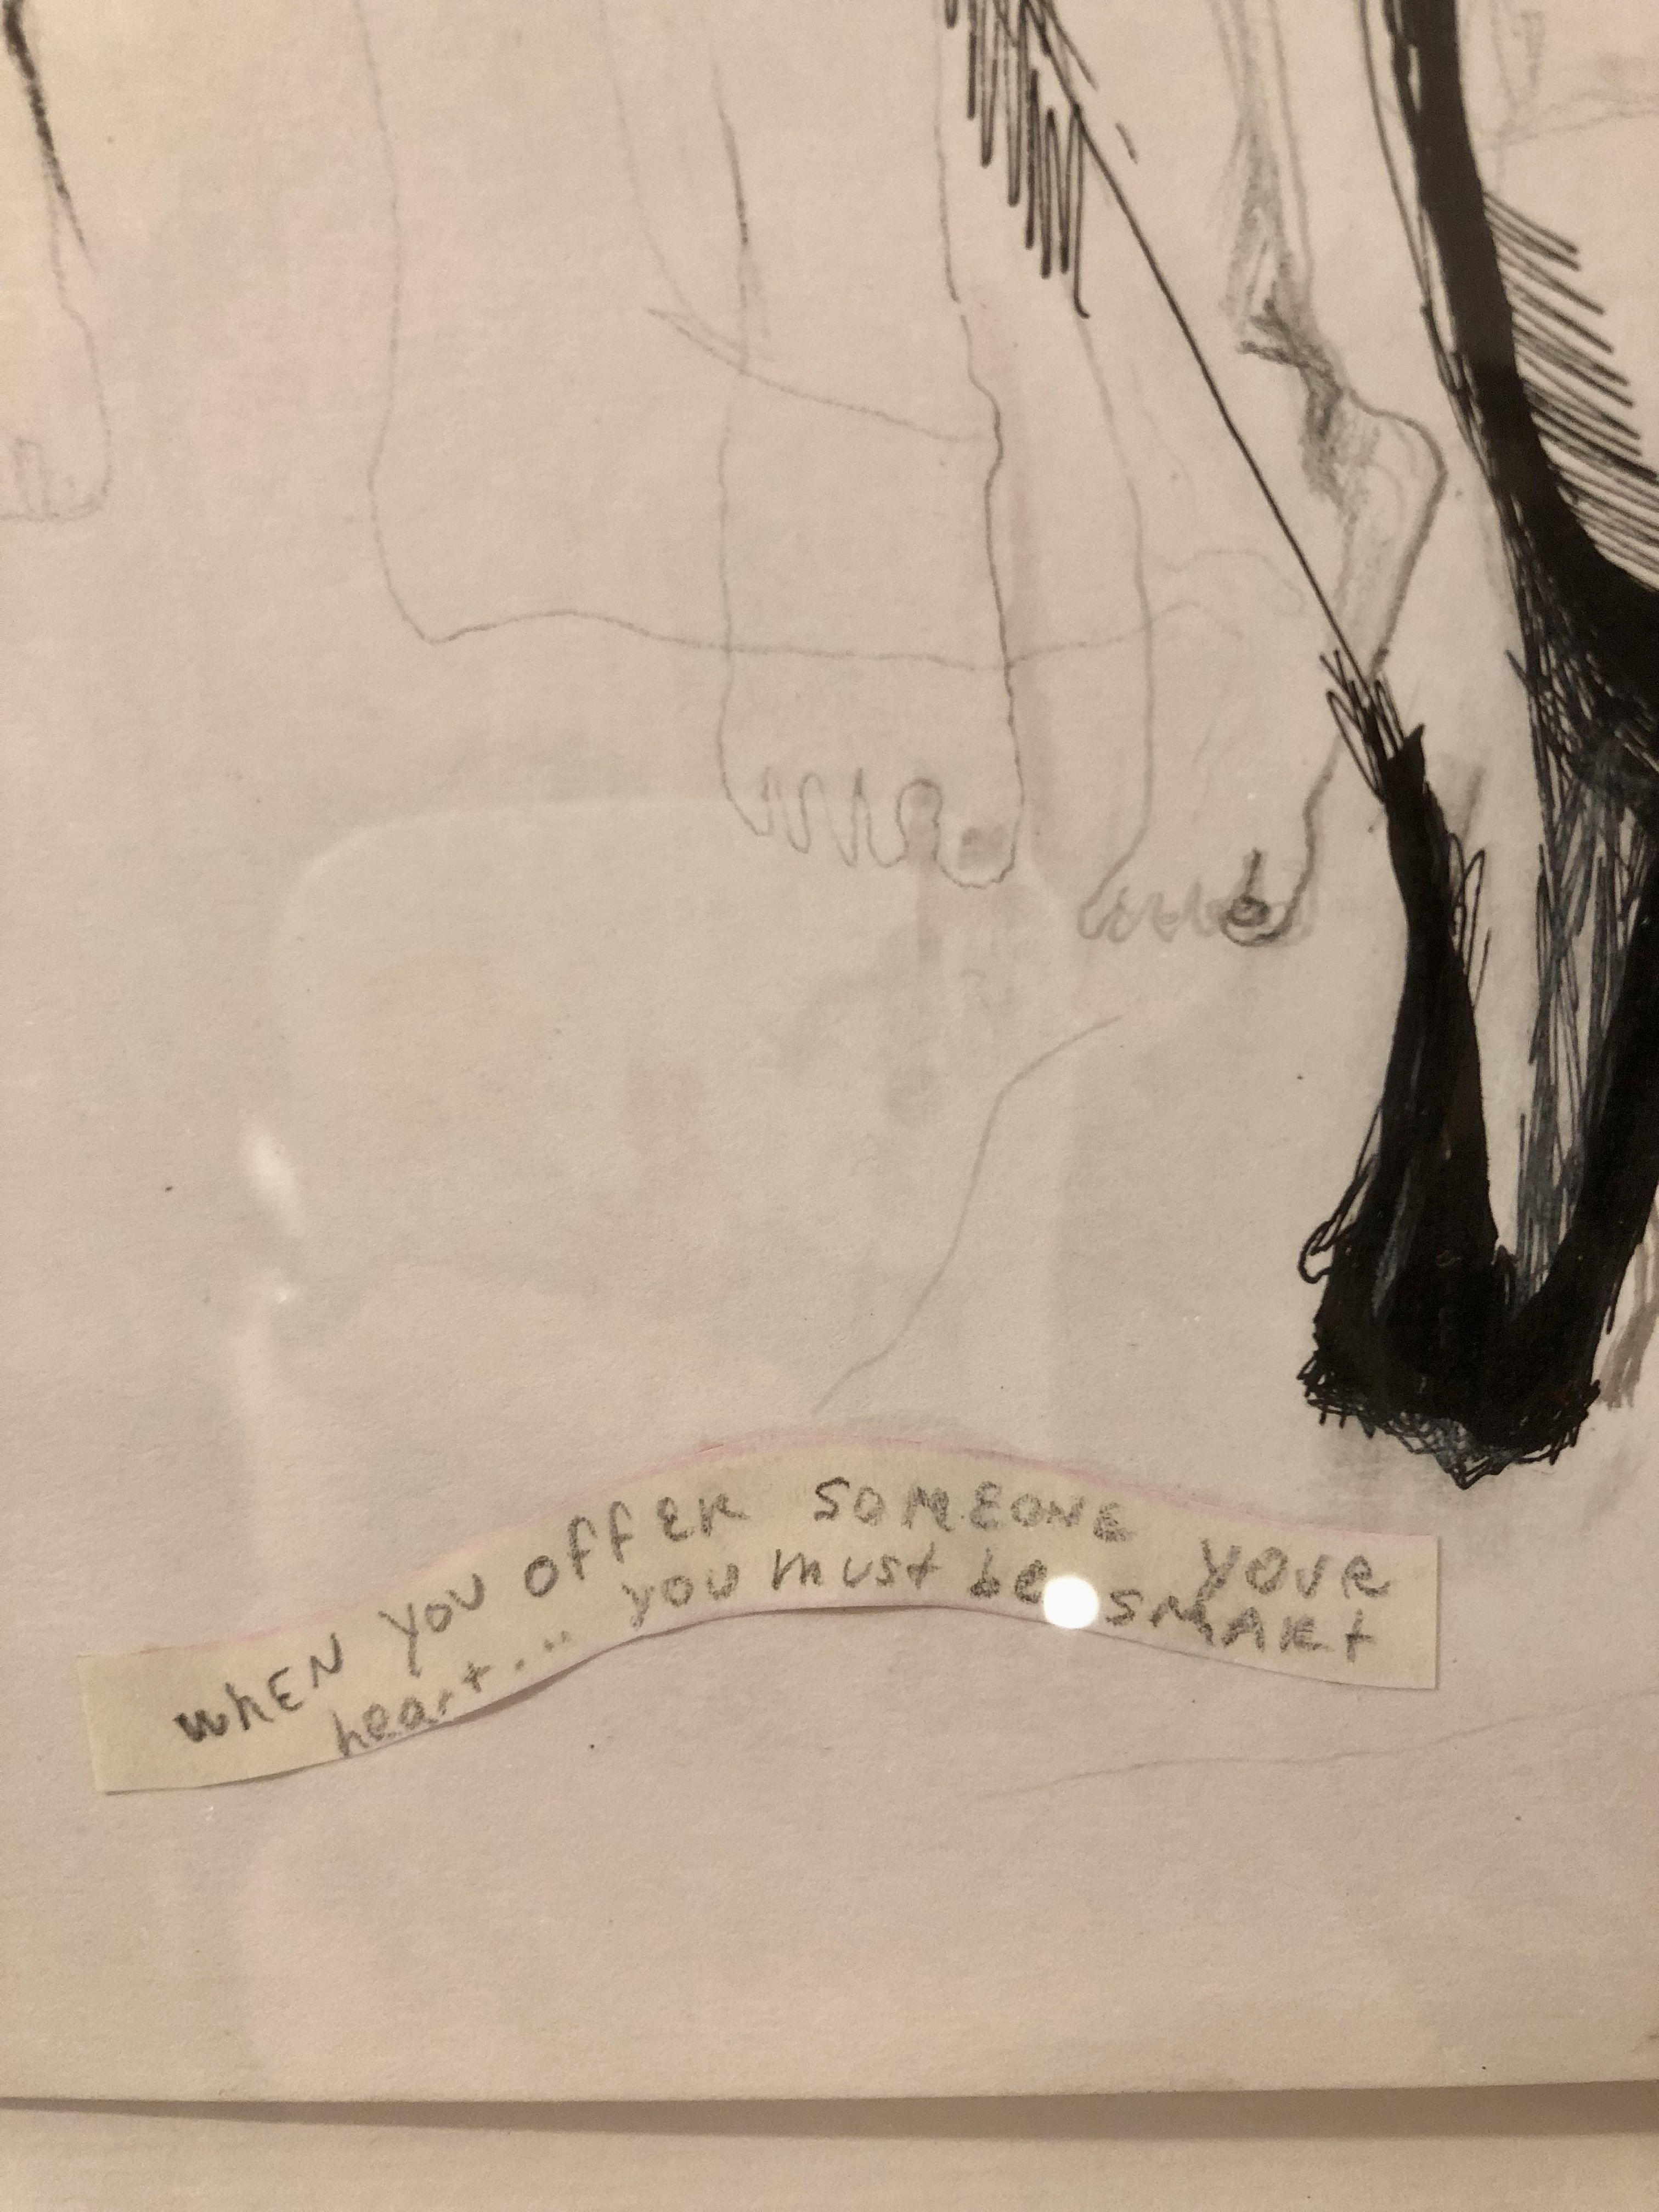 WhEN you offER SOMEONE YOUR
heart.... you must be SMARt